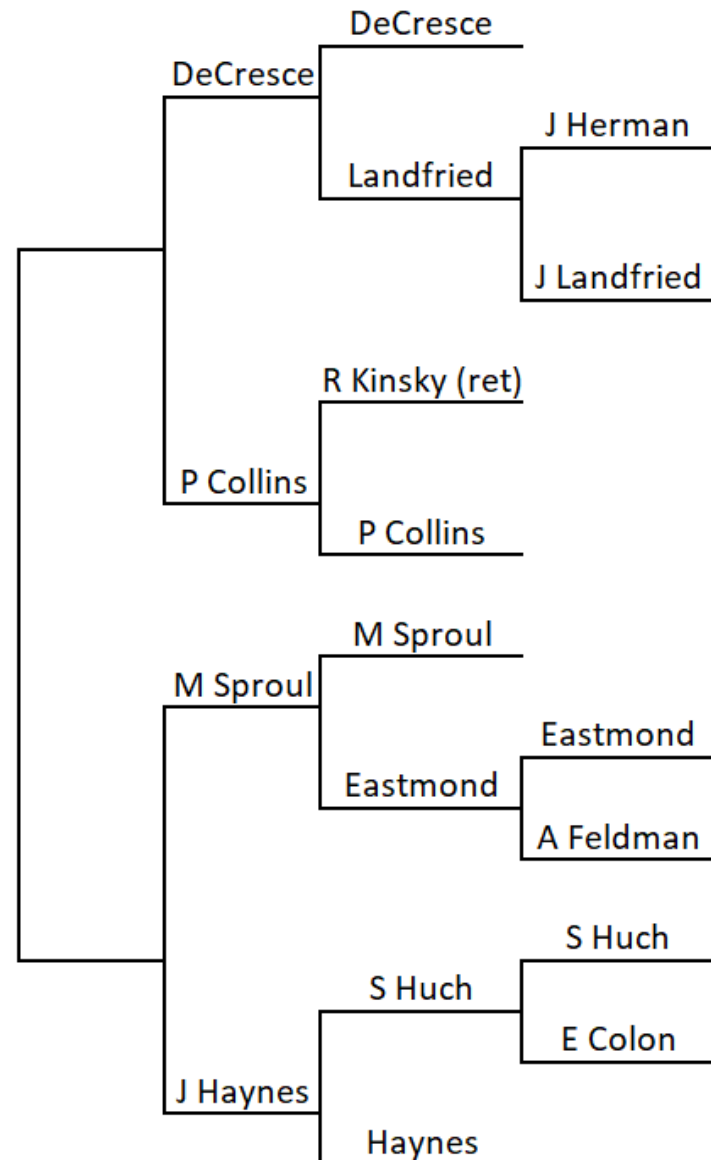 DeCresce
DeCresce
J Herman
Landfried
J Landfried
R Kinsky (ret)
P Collins
P Collins
M Sproul
M Sproul
Eastmond
Eastmond
A Feldman
S Huch
S Huch
E Colon
J Haynes
Haynes